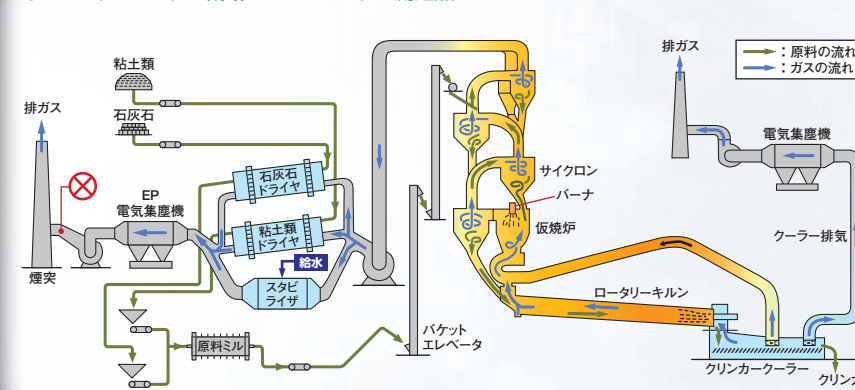 粘土類
石灰石
排ガス
EP
電気集塵機
煙突
石灰石
ドライヤ
粘土類
ドライヤ
給水
スタビ
ライザ
原料ミル
バケット
エレベータ
サイクロン
バーナ
仮焼炉
ロータリーキルン
排ガス
:原料の流れ
:ガスの流れ
電気集塵機
クーラー排気
クリンカークーラー
クリンカ